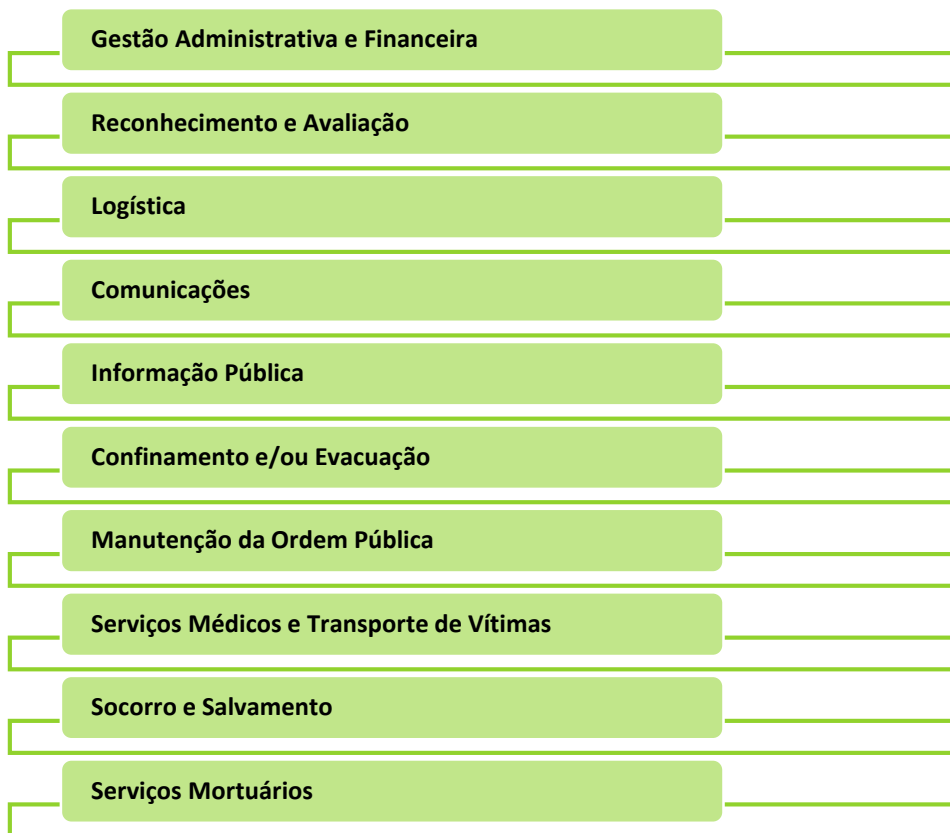 Gestão Administrativa e Financeira
Reconhecimento e Avaliação
Logística
Comunicações
Informação Pública
Confinamento e/ou Evacuação
Manutenção da Ordem Pública
Serviços Médicos e Transporte de Vítimas
Socorro e Salvamento
Serviços Mortuários